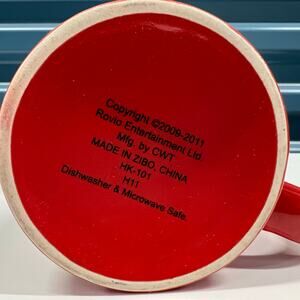 Copyright ©2009-2011
Rovio Entertainment Ltd.
Mfg. by CWT
MADE IN ZIBO, CHINA
HK-101
H11
Dishwasher & Microwave Safe.